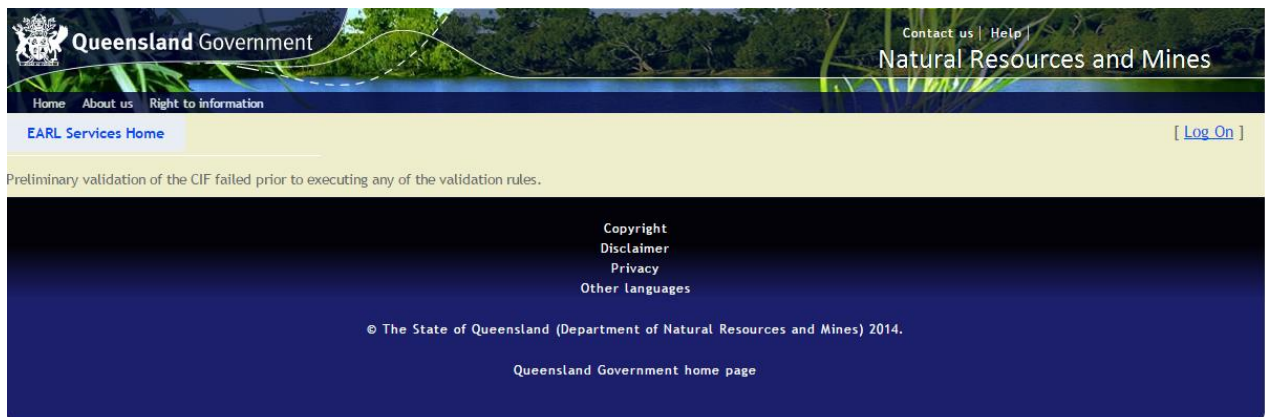 Queensland Government
Contact us | Help |
Natural Resources and Mines
Home About us Right to information
EARL Services Home
[ Log On ]
Preliminary validation of the CIF failed prior to executing any of the validation rules.
Copyright
Disclaimer
Privacy
Other languages
© The State of Queensland (Department of Natural Resources and Mines) 2014.
Queensland Government home page